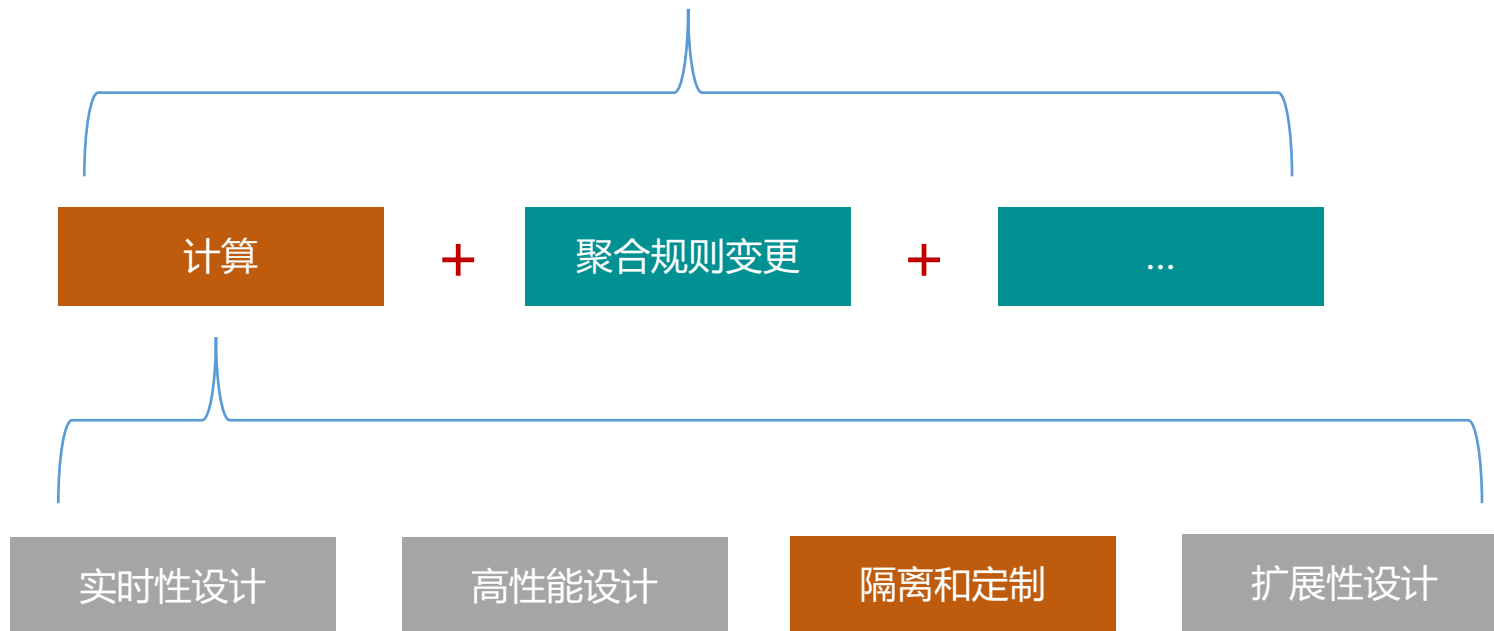 计算 + 聚合规则变更 + ...
实时性设计 高性能设计 隔离和定制 扩展性设计